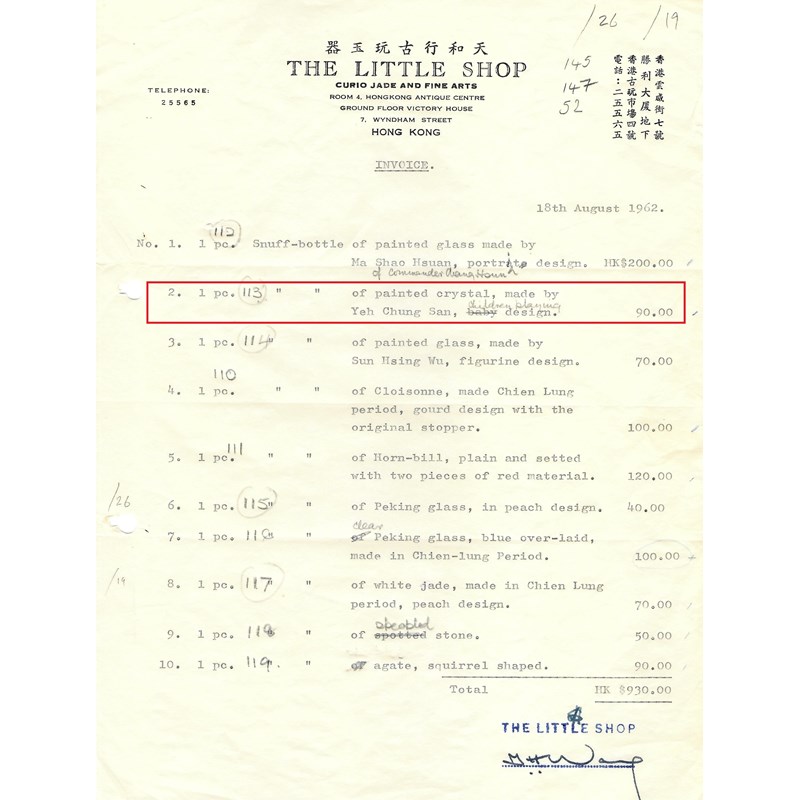 /26 /19
天和行古玩玉器
THE LITTLE SHOP
CURIO JADE AND FINE ARTS
ROOM 4, HONGKONG ANTIQUE CENTRE
GROUND FLOOR VICTORY HOUSE
7, WYNDHAM STREET
HONG KONG
TELEPHONE:
25565
145
147
52
香港雲咸街七號
勝利大厦地下
香港古玩市場四號
電話：二五五六五
INVOICE.
18th August 1962.
112
No. 1. 1 pc. Snuff-bottle of painted glass made by
Ma Shao Hsuan, portrait design. HK$200.00
of Commander
2. 1 pc. 113 " " of painted crystal, made by
children playing
Yeh Chung San, baby design. 90.00
3. 1 pc. 114 " " of painted glass, made by
Sun Hsing Wu, figurine design. 70.00
110
4. 1 pc. " " of Cloisonne, made Chien Lung
period, gourd design with the
original stopper. 100.00
111
5. 1 pc. " " of Horn-bill, plain and setted
with two pieces of red material. 120.00
/26
6. 1 pc. 115 " " of Peking glass, in peach design. 40.00
clear
7. 1 pc. " of Peking glass, blue over-laid,
made in Chien-lung Period. 100.00
/19
8. 1 pc. 117 " " of white jade, made in Chien Lung
period, peach design. 70.00
speckled
9. 1 pc. 118 " of spotted stone. 50.00
10. 1 pc. 119 " of agate, squirrel shaped. 90.00
Total HK $930.00
THE LITTLE SHOP